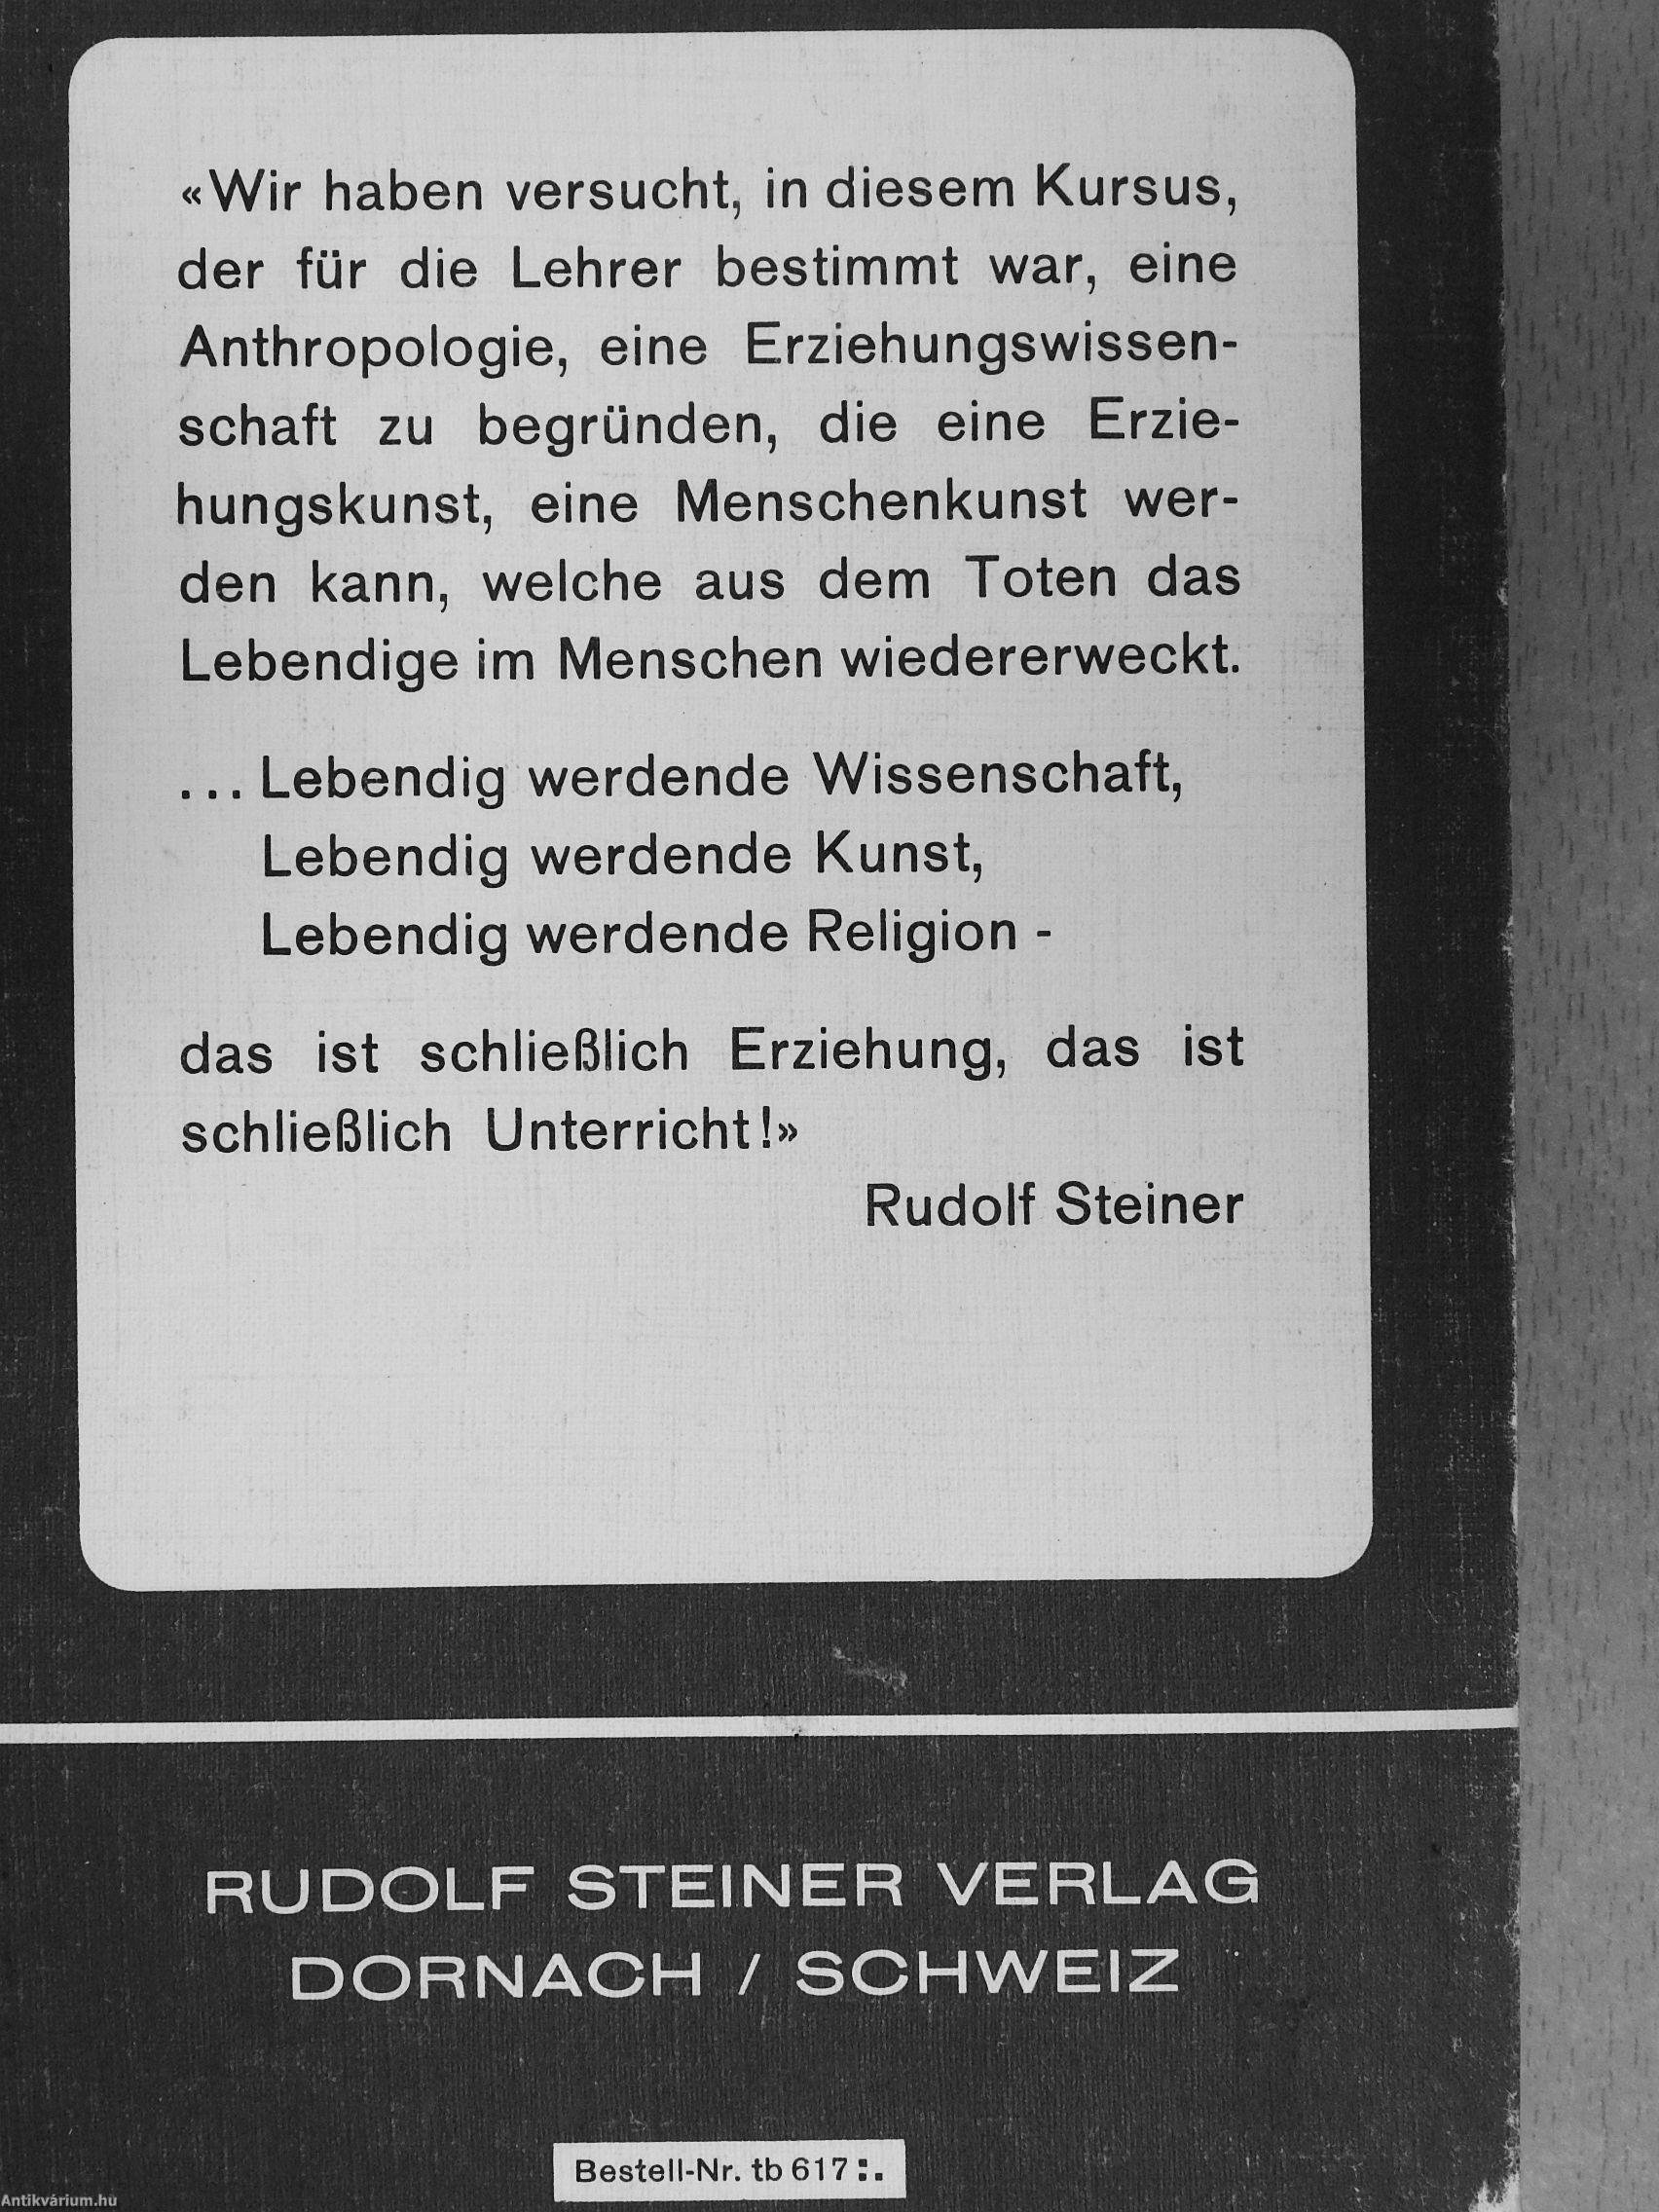 «Wir haben versucht, in diesem Kursus,
der für die Lehrer bestimmt war, eine
Anthropologie, eine Erziehungswissen-
schaft zu begründen, die eine Erzie-
hungskunst, eine Menschenkunst wer-
den kann, welche aus dem Toten das
Lebendige im Menschen wiedererweckt.
... Lebendig werdende Wissenschaft,
Lebendig werdende Kunst,
Lebendig werdende Religion -
das ist schließlich Erziehung, das ist
schließlich Unterricht!»
Rudolf Steiner
RUDOLF STEINER VERLAG
DORNACH / SCHWEIZ
Bestell-Nr. tb 617 :.
Antikvárium.hu